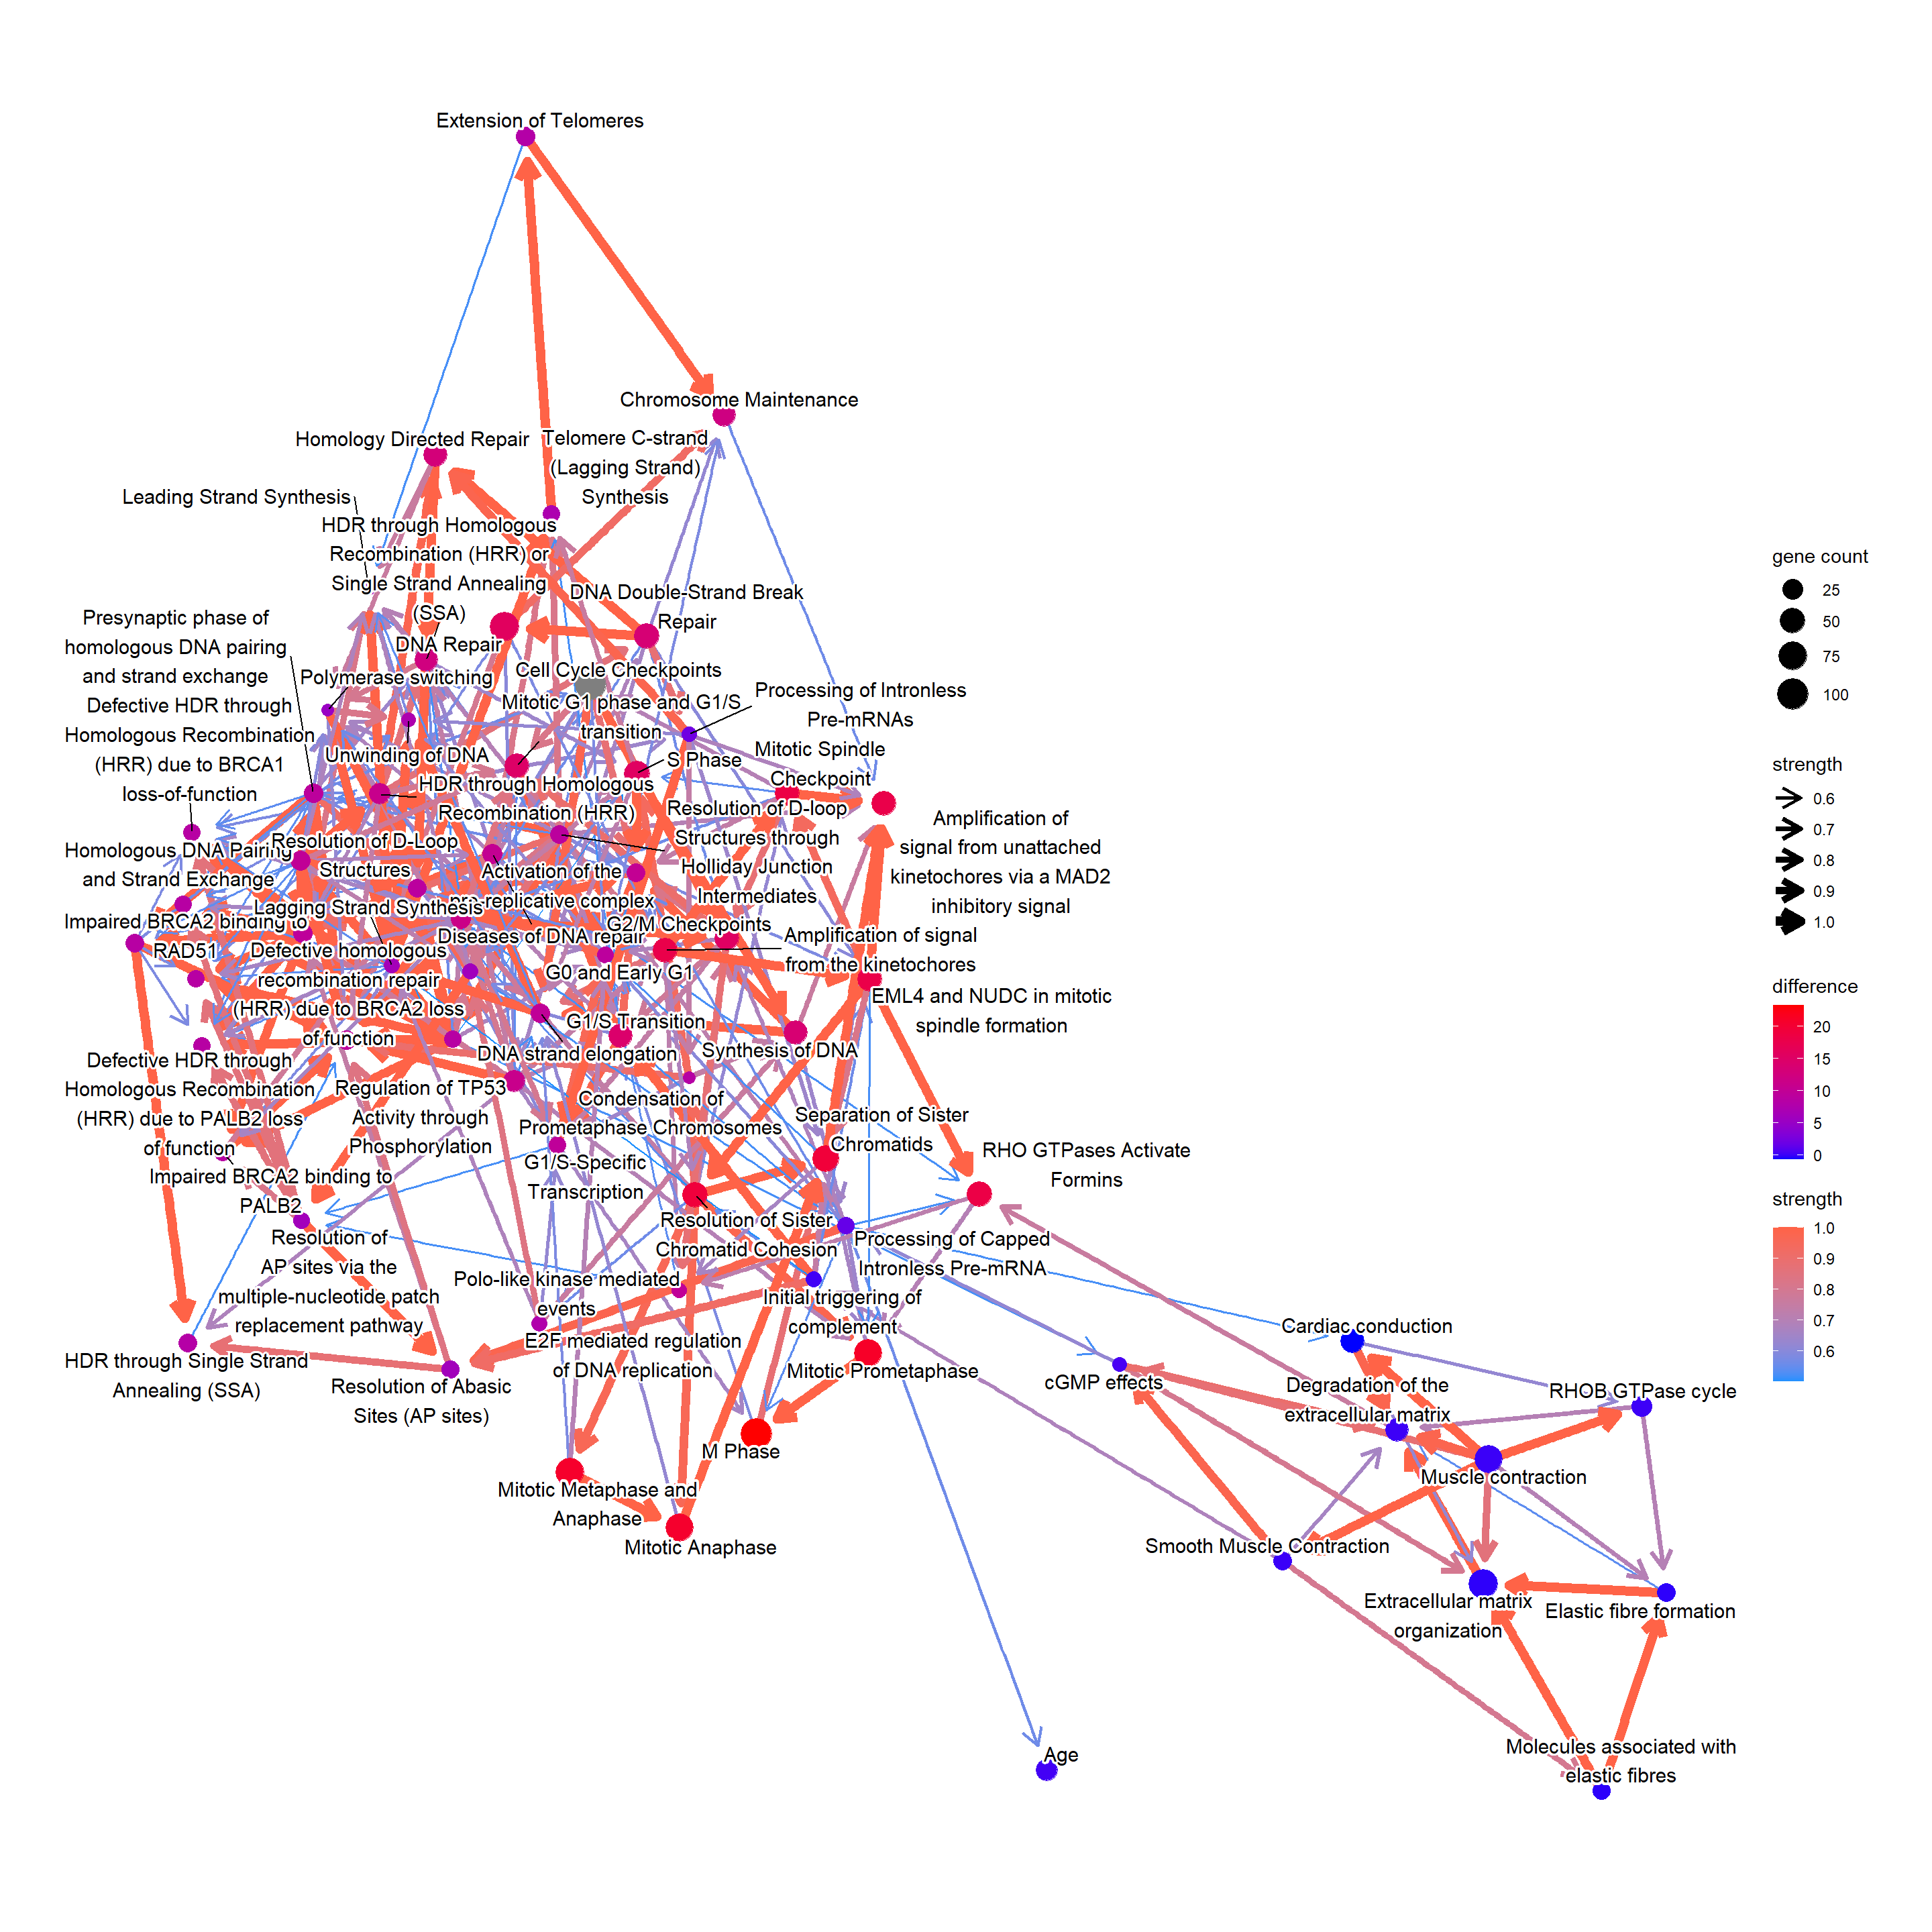 Extension of Telomeres
Chromosome Maintenance
Homology Directed Repair
Telomere C-strand
(Lagging Strand)
Synthesis
Leading Strand Synthesis
HDR through Homologous
Recombination (HRR) or
Single Strand Annealing
(SSA)
DNA Double-Strand Break
Repair
Presynaptic phase of
homologous DNA pairing
and strand exchange
DNA Repair
Polymerase switching
Cell Cycle Checkpoints
Mitotic G1 phase and G1/S
transition
Processing of Intronless
Pre-mRNAs
Defective HDR through
Homologous Recombination
(HRR) due to BRCA1
loss-of-function
Unwinding of DNA
S Phase
Mitotic Spindle
Checkpoint
HDR through Homologous
Recombination (HRR)
Resolution of D-loop
Structures through
Holliday Junction
Intermediates
Amplification of
signal from unattached
kinetochores via a MAD2
inhibitory signal
Homologous DNA Pairing
and Strand Exchange
Resolution of D-Loop
Structures
Activation of the
pre-replicative complex
Lagging Strand Synthesis
Impaired BRCA2 binding to
RAD51
G2/M Checkpoints
Diseases of DNA repair
Amplification of signal
from the kinetochores
Defective homologous
recombination repair
(HRR) due to BRCA2 loss
of function
G0 and Early G1
EML4 and NUDC in mitotic
spindle formation
G1/S Transition
DNA strand elongation
Synthesis of DNA
Defective HDR through
Homologous Recombination
(HRR) due to PALB2 loss
of function
Regulation of TP53
Activity through
Phosphorylation
Condensation of
Prometaphase Chromosomes
Separation of Sister
Chromatids
RHO GTPases Activate
Formins
Impaired BRCA2 binding to
PALB2
G1/S-Specific
Transcription
Resolution of Sister
Chromatid Cohesion
Processing of Capped
Intronless Pre-mRNA
Resolution of
AP sites via the
multiple-nucleotide patch
replacement pathway
Polo-like kinase mediated
events
Initial triggering of
complement
E2F mediated regulation
of DNA replication
Mitotic Prometaphase
HDR through Single Strand
Annealing (SSA)
Resolution of Abasic
Sites (AP sites)
Cardiac conduction
cGMP effects
Degradation of the
extracellular matrix
RHOB GTPase cycle
M Phase
Muscle contraction
Mitotic Metaphase and
Anaphase
Mitotic Anaphase
Smooth Muscle Contraction
Extracellular matrix
organization
Elastic fibre formation
Age
Molecules associated with
elastic fibres
gene count
25
50
75
100
strength
0.6
0.7
0.8
0.9
1.0
difference
20
15
10
5
0
strength
1.0
0.9
0.8
0.7
0.6